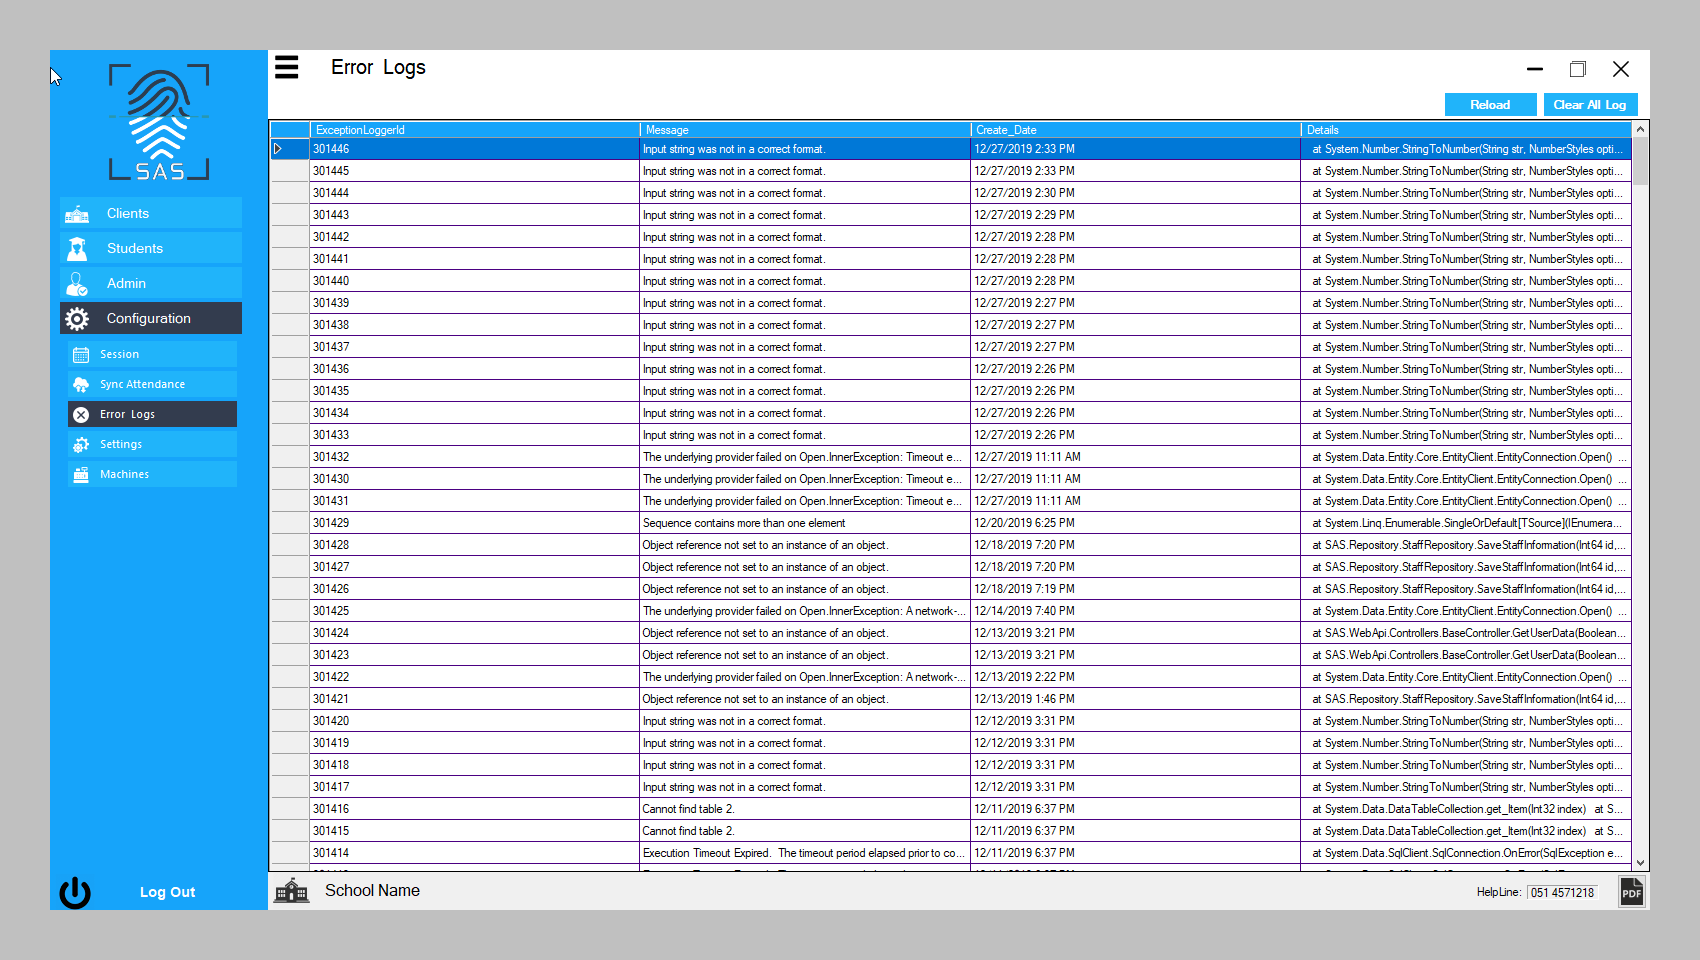 Error Logs
SAS
Reload Clear All Log
ExceptionLoggerId Message Create_Date Details
301446 Input string was not in a correct format. 12/27/2019 2:33 PM at System.Number.StringToNumber(String str, NumberStyles opti...
301445 Input string was not in a correct format. 12/27/2019 2:33 PM at System.Number.StringToNumber(String str, NumberStyles opti...
301444 Input string was not in a correct format. 12/27/2019 2:30 PM at System.Number.StringToNumber(String str, NumberStyles opti...
301443 Input string was not in a correct format. 12/27/2019 2:29 PM at System.Number.StringToNumber(String str, NumberStyles opti...
301442 Input string was not in a correct format. 12/27/2019 2:28 PM at System.Number.StringToNumber(String str, NumberStyles opti...
301441 Input string was not in a correct format. 12/27/2019 2:28 PM at System.Number.StringToNumber(String str, NumberStyles opti...
301440 Input string was not in a correct format. 12/27/2019 2:28 PM at System.Number.StringToNumber(String str, NumberStyles opti...
301439 Input string was not in a correct format. 12/27/2019 2:27 PM at System.Number.StringToNumber(String str, NumberStyles opti...
301438 Input string was not in a correct format. 12/27/2019 2:27 PM at System.Number.StringToNumber(String str, NumberStyles opti...
301437 Input string was not in a correct format. 12/27/2019 2:27 PM at System.Number.StringToNumber(String str, NumberStyles opti...
301436 Input string was not in a correct format. 12/27/2019 2:26 PM at System.Number.StringToNumber(String str, NumberStyles opti...
301435 Input string was not in a correct format. 12/27/2019 2:26 PM at System.Number.StringToNumber(String str, NumberStyles opti...
301434 Input string was not in a correct format. 12/27/2019 2:26 PM at System.Number.StringToNumber(String str, NumberStyles opti...
301433 Input string was not in a correct format. 12/27/2019 2:26 PM at System.Number.StringToNumber(String str, NumberStyles opti...
301432 The underlying provider failed on Open.InnerException: Timeout e... 12/27/2019 11:11 AM at System.Data.Entity.Core.EntityClient.EntityConnection.Open() ...
301430 The underlying provider failed on Open.InnerException: Timeout e... 12/27/2019 11:11 AM at System.Data.Entity.Core.EntityClient.EntityConnection.Open() ...
301431 The underlying provider failed on Open.InnerException: Timeout e... 12/27/2019 11:11 AM at System.Data.Entity.Core.EntityClient.EntityConnection.Open() ...
301429 Sequence contains more than one element 12/20/2019 6:25 PM at System.Linq.Enumerable.SingleOrDefault[TSource](IEnumera...
301428 Object reference not set to an instance of an object. 12/18/2019 7:20 PM at SAS.Repository.StaffRepository.SaveStaffInformation(Int64 id,...
301427 Object reference not set to an instance of an object. 12/18/2019 7:20 PM at SAS.Repository.StaffRepository.SaveStaffInformation(Int64 id,...
301426 Object reference not set to an instance of an object. 12/18/2019 7:19 PM at SAS.Repository.StaffRepository.SaveStaffInformation(Int64 id,...
301425 The underlying provider failed on Open.InnerException: A network-... 12/14/2019 7:40 PM at System.Data.Entity.Core.EntityClient.EntityConnection.Open() ...
301424 Object reference not set to an instance of an object. 12/13/2019 3:21 PM at SAS.WebApi.Controllers.BaseController.GetUserData(Boolean...
301423 Object reference not set to an instance of an object. 12/13/2019 3:21 PM at SAS.WebApi.Controllers.BaseController.GetUserData(Boolean...
301422 The underlying provider failed on Open.InnerException: A network-... 12/13/2019 2:22 PM at System.Data.Entity.Core.EntityClient.EntityConnection.Open() ...
301421 Object reference not set to an instance of an object. 12/13/2019 1:46 PM at SAS.Repository.StaffRepository.SaveStaffInformation(Int64 id,...
301420 Input string was not in a correct format. 12/12/2019 3:31 PM at System.Number.StringToNumber(String str, NumberStyles opti...
301419 Input string was not in a correct format. 12/12/2019 3:31 PM at System.Number.StringToNumber(String str, NumberStyles opti...
301418 Input string was not in a correct format. 12/12/2019 3:31 PM at System.Number.StringToNumber(String str, NumberStyles opti...
301417 Input string was not in a correct format. 12/12/2019 3:31 PM at System.Number.StringToNumber(String str, NumberStyles opti...
301416 Cannot find table 2. 12/11/2019 6:37 PM at System.Data.DataTableCollection.get_Item(Int32 index) at S...
301415 Cannot find table 2. 12/11/2019 6:37 PM at System.Data.DataTableCollection.get_Item(Int32 index) at S...
301414 Execution Timeout Expired. The timeout period elapsed prior to co... 12/11/2019 6:37 PM at System.Data.SqlClient.SqlConnection.OnError(SqlException e...
Clients
Students
Admin
Configuration
Session
Sync Attendance
Error Logs
Settings
Machines
Log Out
School Name
HelpLine: 051 4571218
PDF